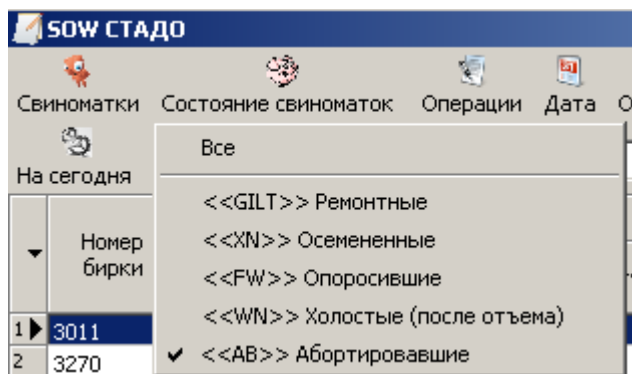 SOW СТАДО
Свиноматки Состояние свиноматок Операции Дата О
На сегодня
Все
<<GILT>> Ремонтные
Номер бирки
<<XN>> Осемененные
<<FW>> Опоросившие
<<WN>> Холостые (после отъема)
1 3011
<<AB>> Абортировавшие
2 3270